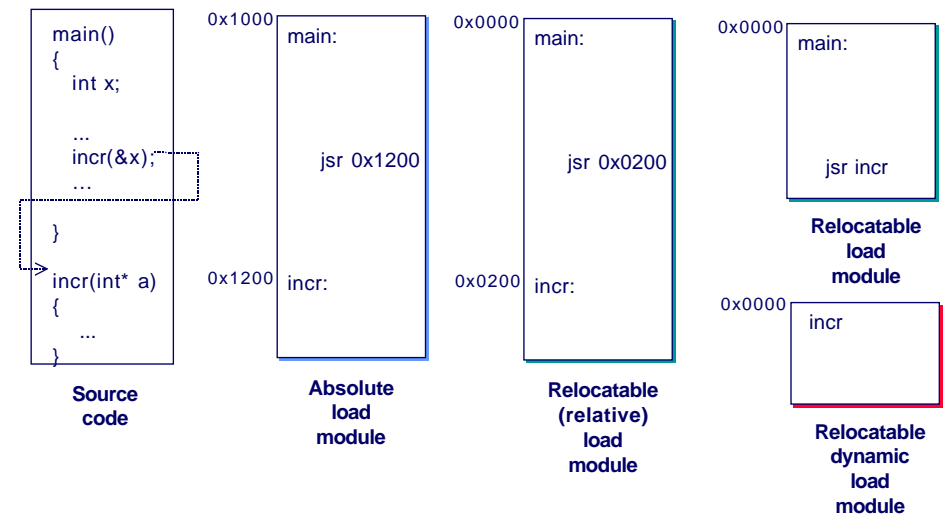 main()
{
int x;
...
incr(&x);
...
}
incr(int* a)
{
...
}
Source
code
0x1000
main:
jsr 0x1200
0x1200
incr:
Absolute
load
module
0x0000
main:
jsr 0x0200
0x0200
incr:
Relocatable
(relative)
load
module
0x0000
main:
jsr incr
Relocatable
load
module
0x0000
incr
Relocatable
dynamic
load
module